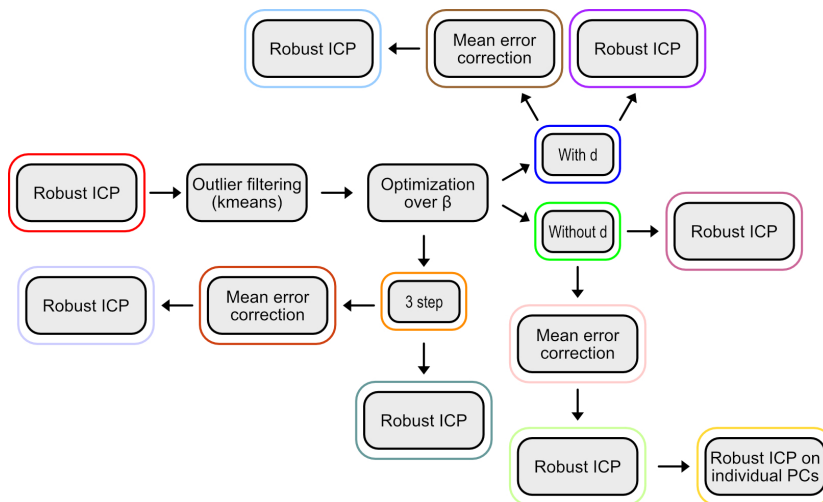 Robust ICP
Mean error
correction
Robust ICP
With d
Robust ICP
Outlier filtering
(kmeans)
Optimization
over β
Without d
Robust ICP
Robust ICP
Mean error
correction
3 step
Mean error
correction
Robust ICP
Robust ICP
Robust ICP on
individual PCs